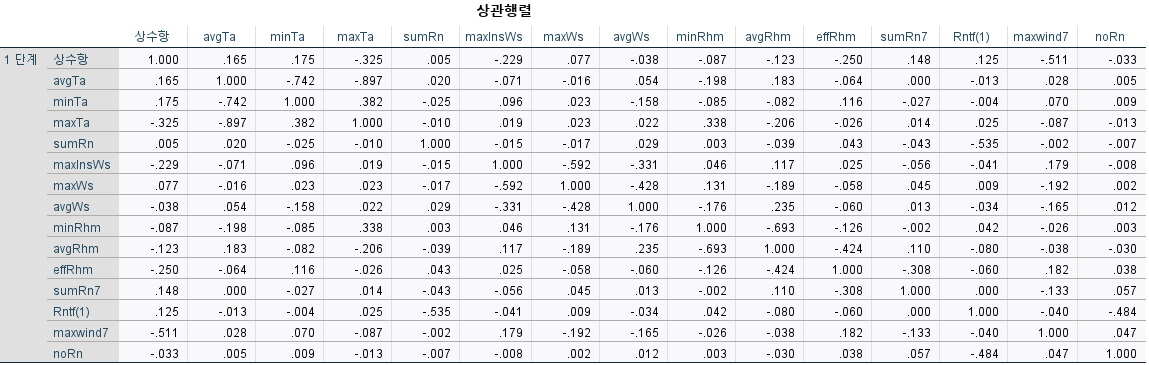 상관행렬
상수항 avgTa minTa maxTa sumRn maxInsWs maxWs avgWs minRhm avgRhm effRhm sumRn7 Rntf(1) maxwind7 noRn
1 단계 상수항 1.000 .165 .175 -.325 .005 -.229 .077 -.038 -.087 -.123 -.250 .148 .125 -.511 -.033
avgTa .165 1.000 -.742 -.897 .020 -.071 -.016 .054 -.198 .183 -.064 .000 -.013 .028 .005
minTa .175 -.742 1.000 .382 -.025 .096 .023 -.158 -.085 -.082 .116 -.027 -.004 .070 .009
maxTa -.325 -.897 .382 1.000 -.010 .019 .023 .022 .338 -.206 -.026 .014 .025 -.087 -.013
sumRn .005 .020 -.025 -.010 1.000 -.015 -.017 .029 .003 -.039 .043 -.043 -.535 -.002 -.007
maxInsWs -.229 -.071 .096 .019 -.015 1.000 -.592 -.331 .046 .117 .025 -.056 -.041 .179 -.008
maxWs .077 -.016 .023 .023 -.017 -.592 1.000 -.428 .131 -.189 -.058 .045 .009 -.192 .002
avgWs -.038 .054 -.158 .022 .029 -.331 -.428 1.000 -.176 .235 -.060 .013 -.034 -.165 .012
minRhm -.087 -.198 -.085 .338 .003 .046 .131 -.176 1.000 -.693 -.126 -.002 .042 -.026 .003
avgRhm -.123 .183 -.082 -.206 -.039 .117 -.189 .235 -.693 1.000 -.424 .110 -.080 -.038 -.030
effRhm -.250 -.064 .116 -.026 .043 .025 -.058 -.060 -.126 -.424 1.000 -.308 -.060 .182 .038
sumRn7 .148 .000 -.027 .014 -.043 -.056 .045 .013 -.002 .110 -.308 1.000 .000 -.133 .057
Rntf(1) .125 -.013 -.004 .025 -.535 -.041 .009 -.034 .042 -.080 -.060 .000 1.000 -.040 -.484
maxwind7 -.511 .028 .070 -.087 -.002 .179 -.192 -.165 -.026 -.038 .182 -.133 -.040 1.000 .047
noRn -.033 .005 .009 -.013 -.007 -.008 .002 .012 .003 -.030 .038 .057 -.484 .047 1.000